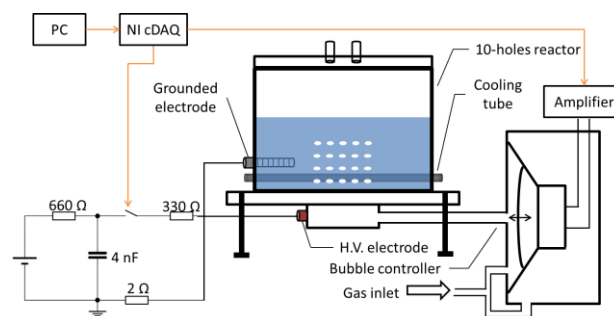 PC
NI cDAQ
10-holes reactor
Grounded
electrode
Cooling
tube
Amplifier
660 Ω
330 Ω
4 nF
2 Ω
H.V. electrode
Bubble controller
Gas inlet